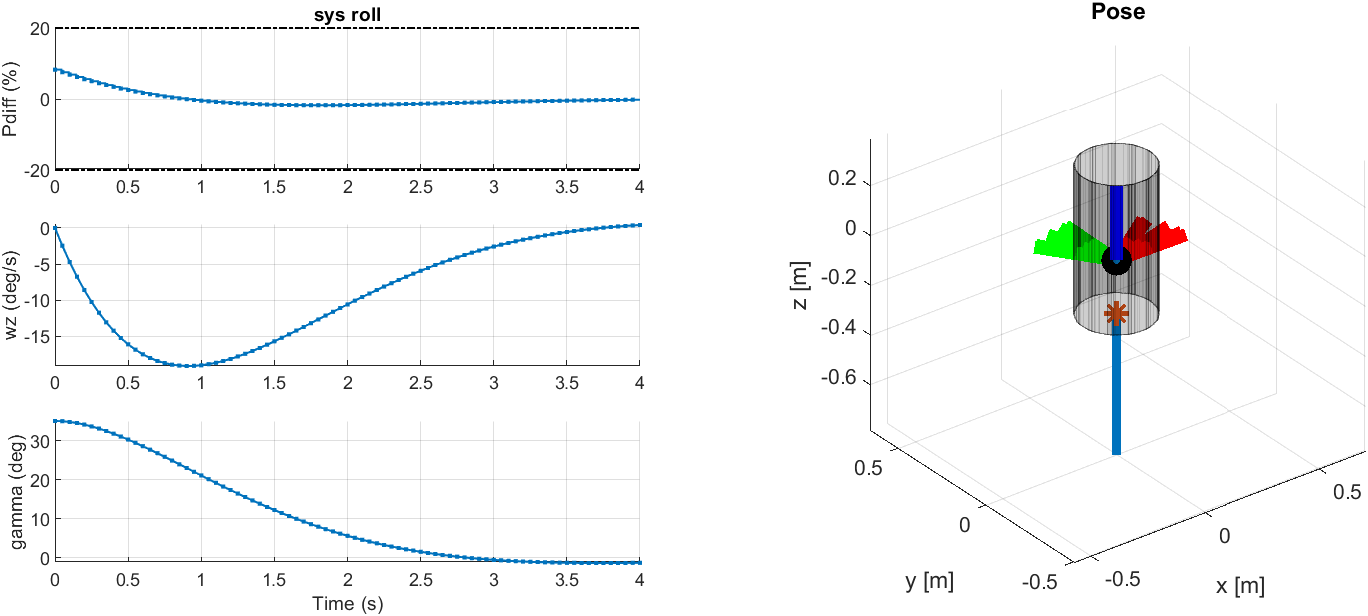 sys roll
20
0
-20
Pdiff (%)
0 0.5 1 1.5 2 2.5 3 3.5 4
0
-5
-10
-15
wz (deg/s)
0 0.5 1 1.5 2 2.5 3 3.5 4
30
20
10
0
gamma (deg)
0 0.5 1 1.5 2 2.5 3 3.5 4
Time (s)
Pose
0.2
0
-0.2
-0.4
-0.6
z [m]
0.5
0
-0.5
y [m]
-0.5
0
0.5
x [m]